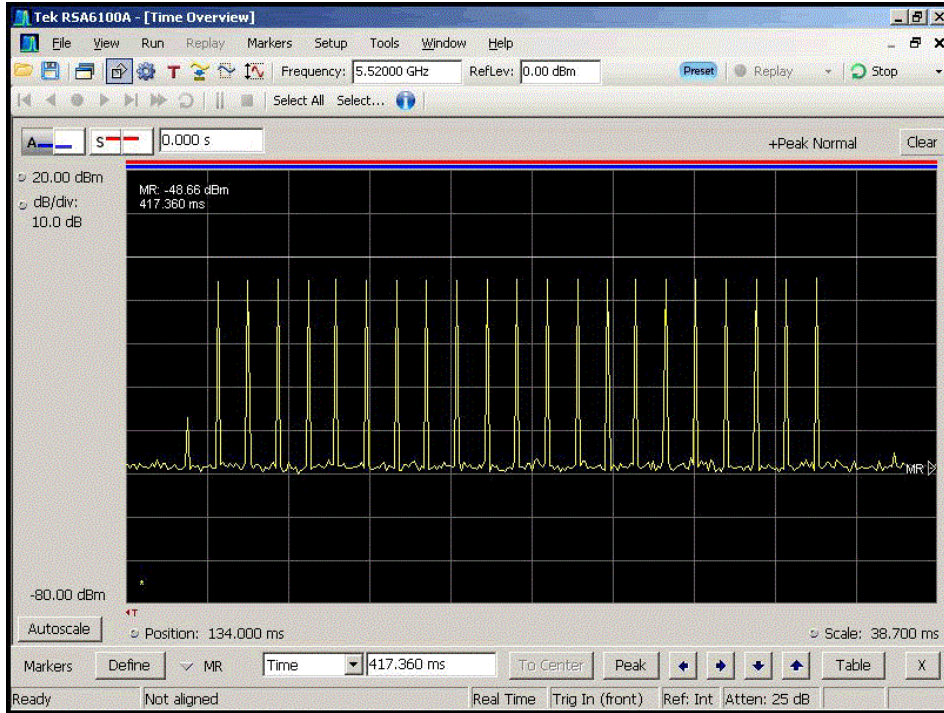 Tek RSA6100A - [Time Overview]
File View Run Replay Markers Setup Tools Window Help
Frequency: 5.52000 GHz RefLev: 0.00 dBm Preset Replay Stop
Select All Select...
A S 0.000 s +Peak Normal Clear
20.00 dBm
dB/div:
10.0 dB
MR: -48.66 dBm
417.360 ms
MR
-80.00 dBm
T
Autoscale Position: 134.000 ms Scale: 38.700 ms
Markers Define MR Time 417.360 ms To Center Peak Table X
Ready Not aligned Real Time Trig In (front) Ref: Int Atten: 25 dB